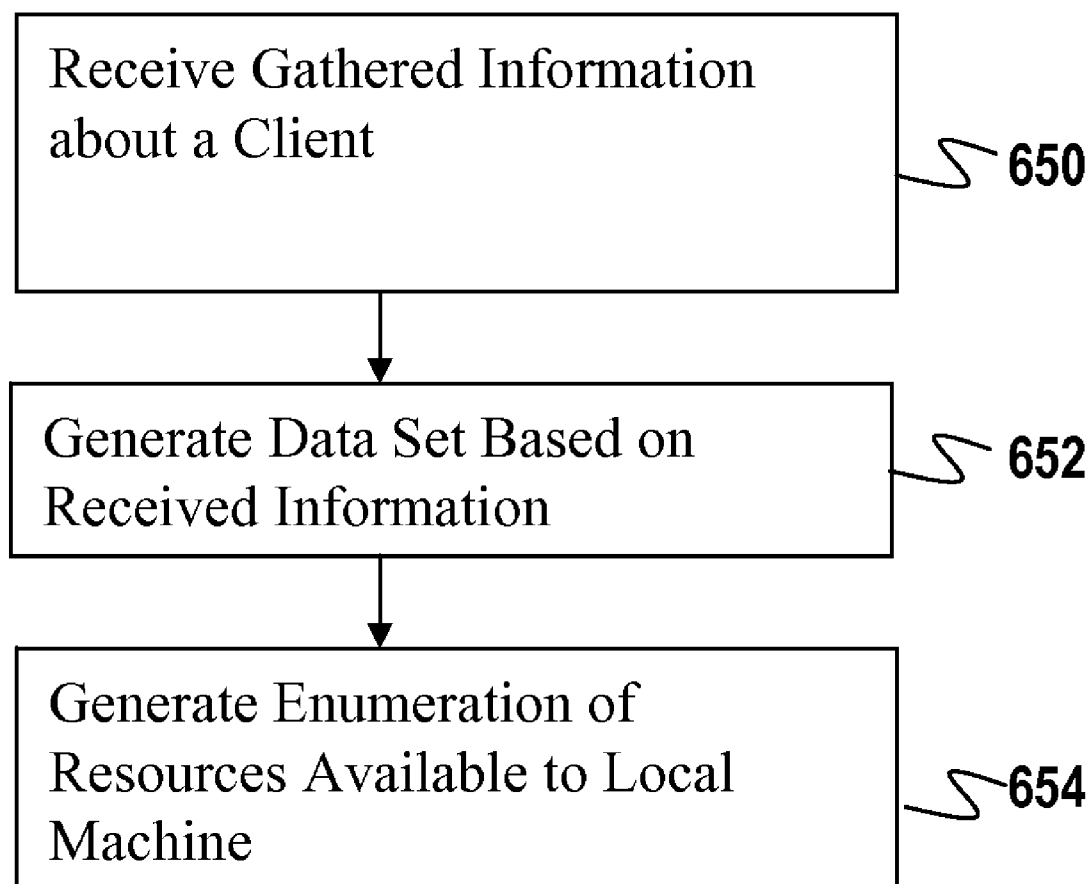 Receive Gathered Information
about a Client
650
Generate Data Set Based on
Received Information
652
Generate Enumeration of
Resources Available to Local
Machine
654